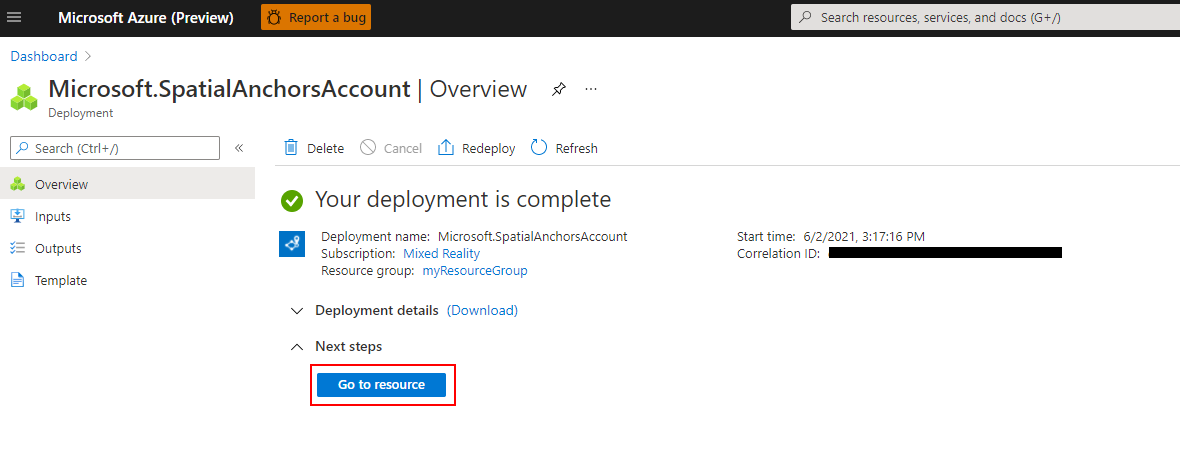 Microsoft Azure (Preview)
Report a bug
Search resources, services, and docs (G+/)
Dashboard
Microsoft.SpatialAnchorsAccount | Overview
Deployment
Search (Ctrl+/)
Delete
Cancel
Redeploy
Refresh
Overview
Inputs
Outputs
Template
Your deployment is complete
Deployment name: Microsoft.SpatialAnchorsAccount
Subscription: Mixed Reality
Resource group: myResourceGroup
Start time: 6/2/2021, 3:17:16 PM
Correlation ID:
Deployment details (Download)
Next steps
Go to resource